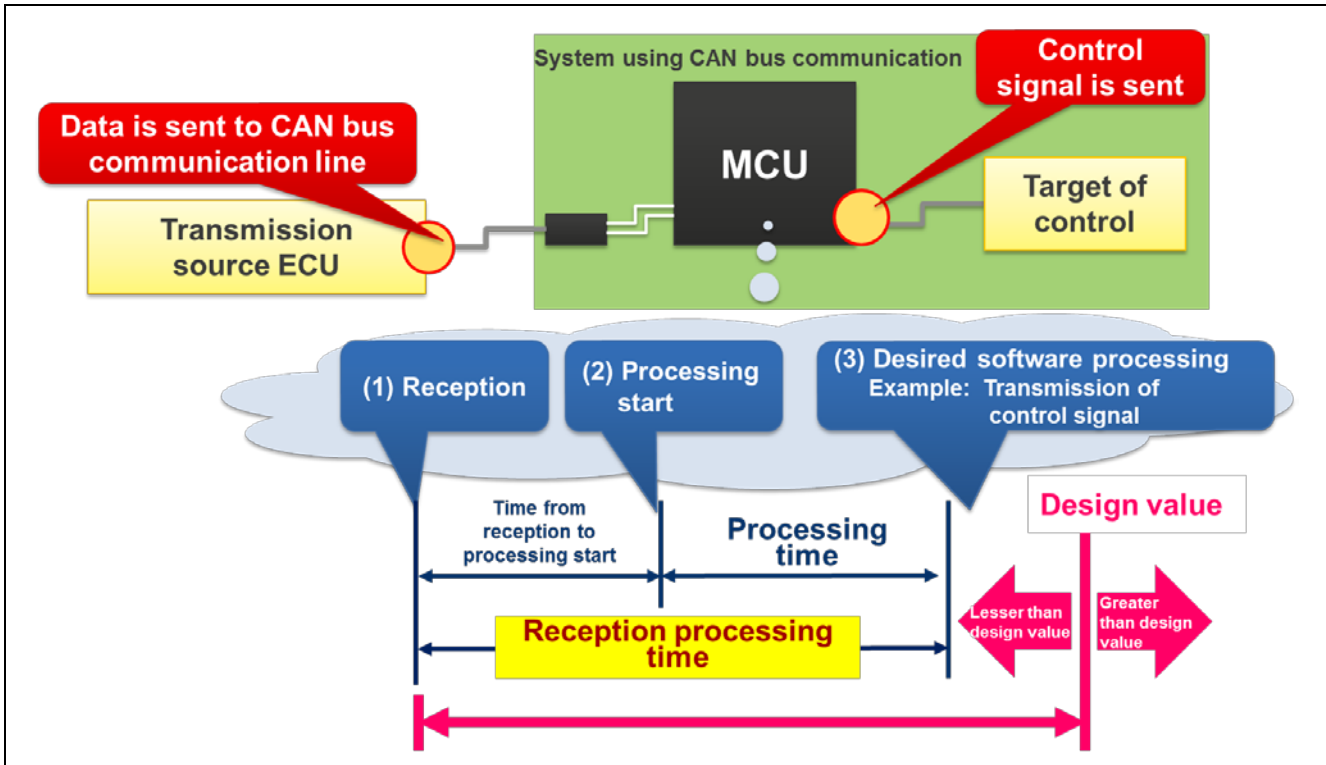 System using CAN bus communication
Control
signal is sent
Data is sent to CAN bus
communication line
MCU
Transmission
source ECU
Target of
control
(1) Reception
(2) Processing
start
(3) Desired software processing
Example: Transmission of
control signal
Time from
reception to
processing start
Processing
time
Design value
Lesser than
design value
Greater
than design
value
Reception processing
time